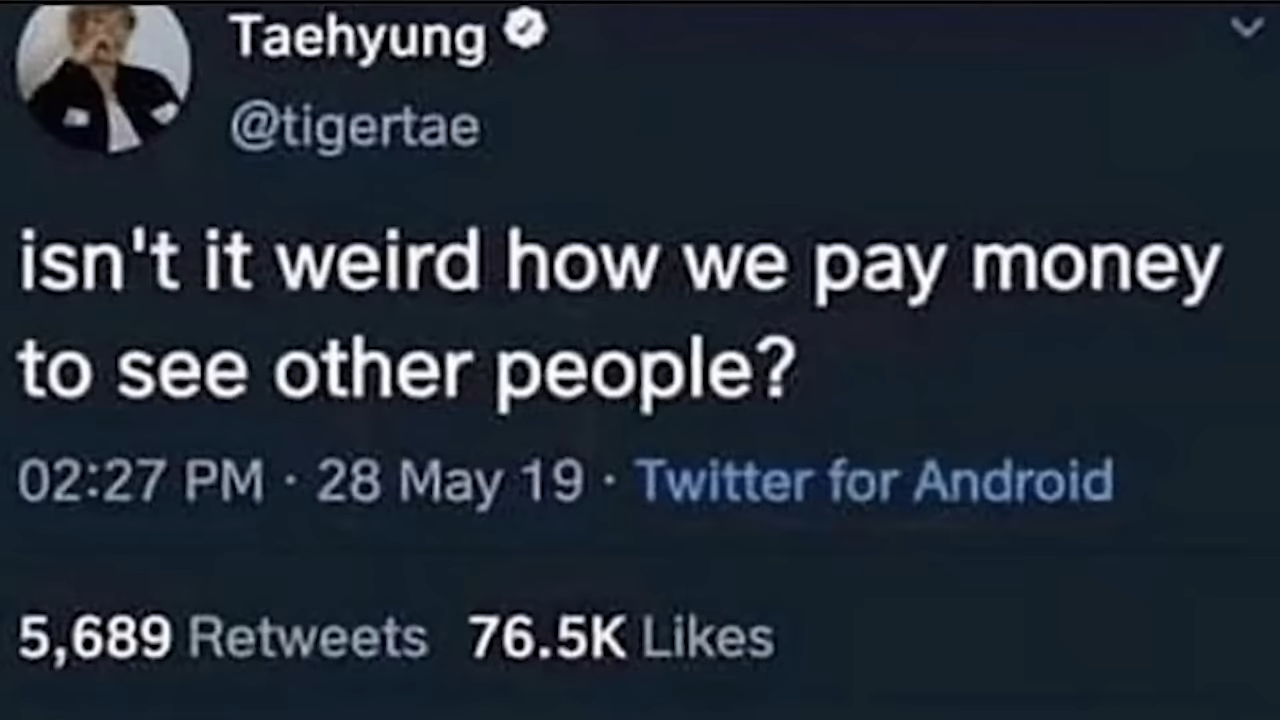 Taehyung
@tigertae
isn't it weird how we pay money
to see other people?
02:27 PM · 28 May 19 · Twitter for Android
5,689 Retweets 76.5K Likes